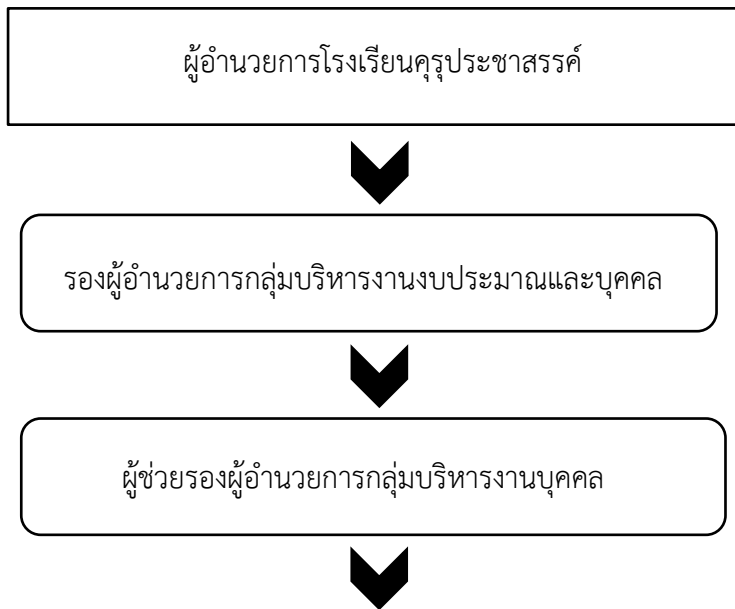 ผู้อำนวยการโรงเรียนคุรุประชาสรรค์
รองผู้อำนวยการกลุ่มบริหารงานงบประมาณและบุคคล
ผู้ช่วยรองผู้อำนวยการกลุ่มบริหารงานบุคคล